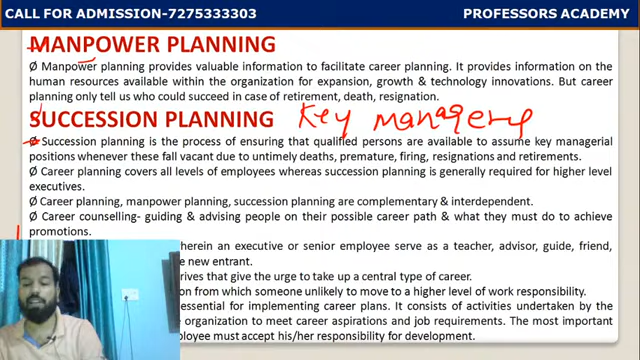 CALL FOR ADMISSION-7275333303
PROFESSORS ACADEMY
MANPOWER PLANNING
Ø Manpower planning provides valuable information to facilitate career planning. It provides information on the
human resources available within the organization for expansion, growth & technology innovations. But career
planning only tell us who could succeed in case of retirement, death, resignation.
SUCCESSION PLANNING Key managers
Ø Succession planning is the process of ensuring that qualified persons are available to assume key managerial
positions whenever these fall vacant due to untimely deaths, premature, firing, resignations and retirements.
Ø Career planning covers all levels of employees whereas succession planning is generally required for higher level
executives.
Ø Career planning, manpower planning, succession planning are complementary & interdependent.
Ø Career counselling- guiding & advising people on their possible career path & what they must do to achieve
promotions.
herein an executive or senior employee serve as a teacher, advisor, guide, friend,
e new entrant.
rives that give the urge to take up a central type of career.
on from which someone unlikely to move to a higher level of work responsibility.
essential for implementing career plans. It consists of activities undertaken by the
e organization to meet career aspirations and job requirements. The most important
ployee must accept his/her responsibility for development.